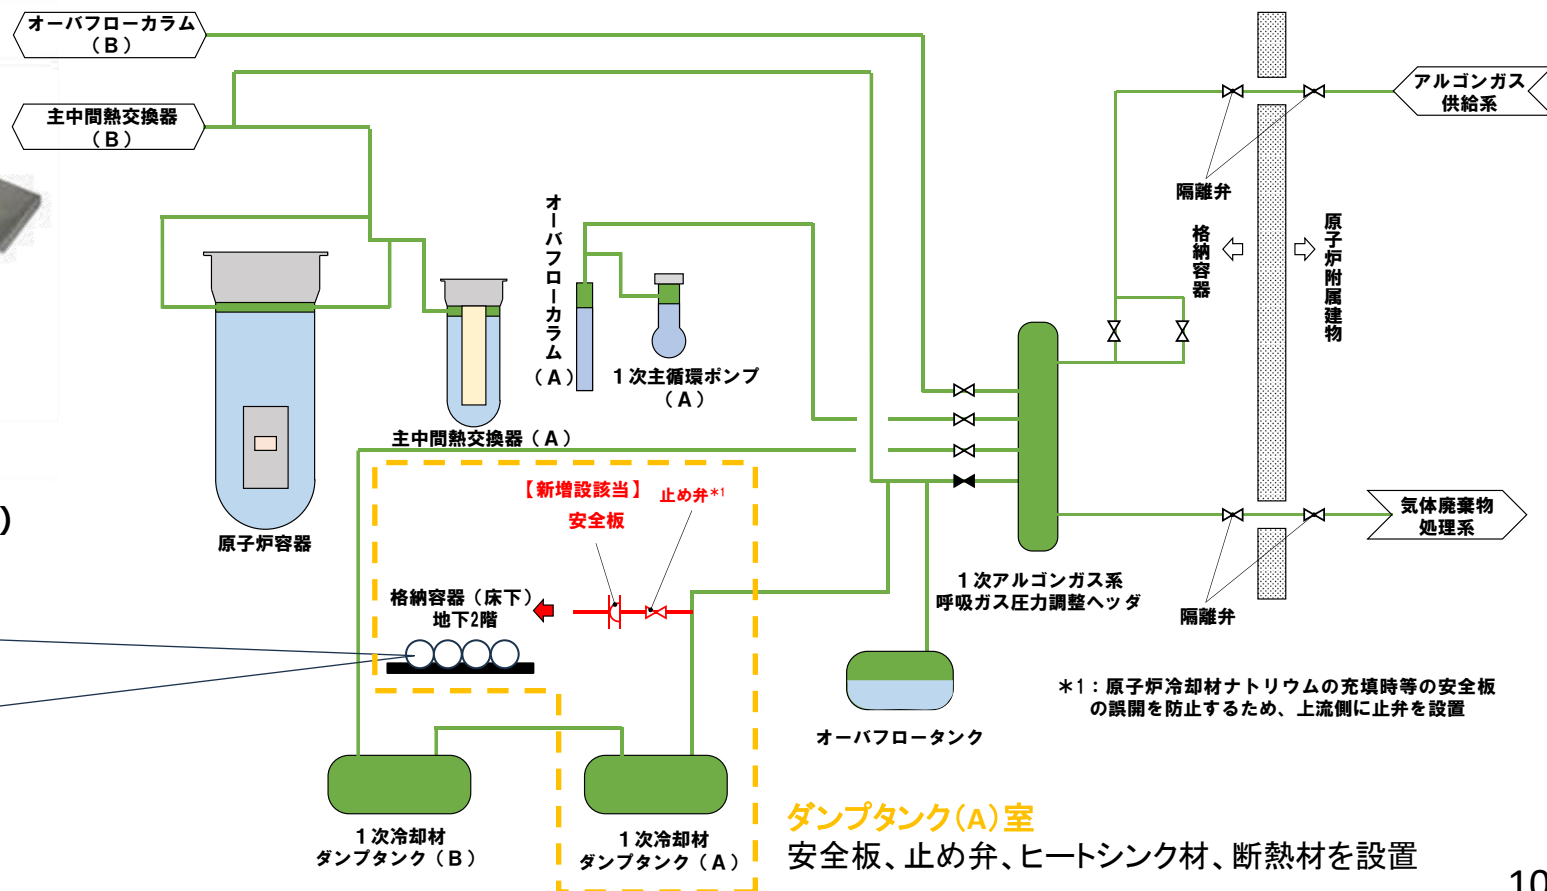 オーバフローカラム
（Ｂ）
主中間熱交換器
（Ｂ）
アルゴンガス
供給系
隔離弁
格納容器
原子炉附属建物
オーバフローカラム
（Ａ）
１次主循環ポンプ
（Ａ）
主中間熱交換器（Ａ）
【新増設該当】
止め弁*1
安全板
)
原子炉容器
気体廃棄物
処理系
１次アルゴンガス系
呼吸ガス圧力調整ヘッダ
隔離弁
格納容器（床下）
地下2階
＊1：原子炉冷却材ナトリウムの充填時等の安全板
の誤開を防止するため、上流側に止弁を設置
オーバフロータンク
１次冷却材
ダンプタンク（Ｂ）
１次冷却材
ダンプタンク（Ａ）
ダンプタンク(A)室
安全板、止め弁、ヒートシンク材、断熱材を設置
10